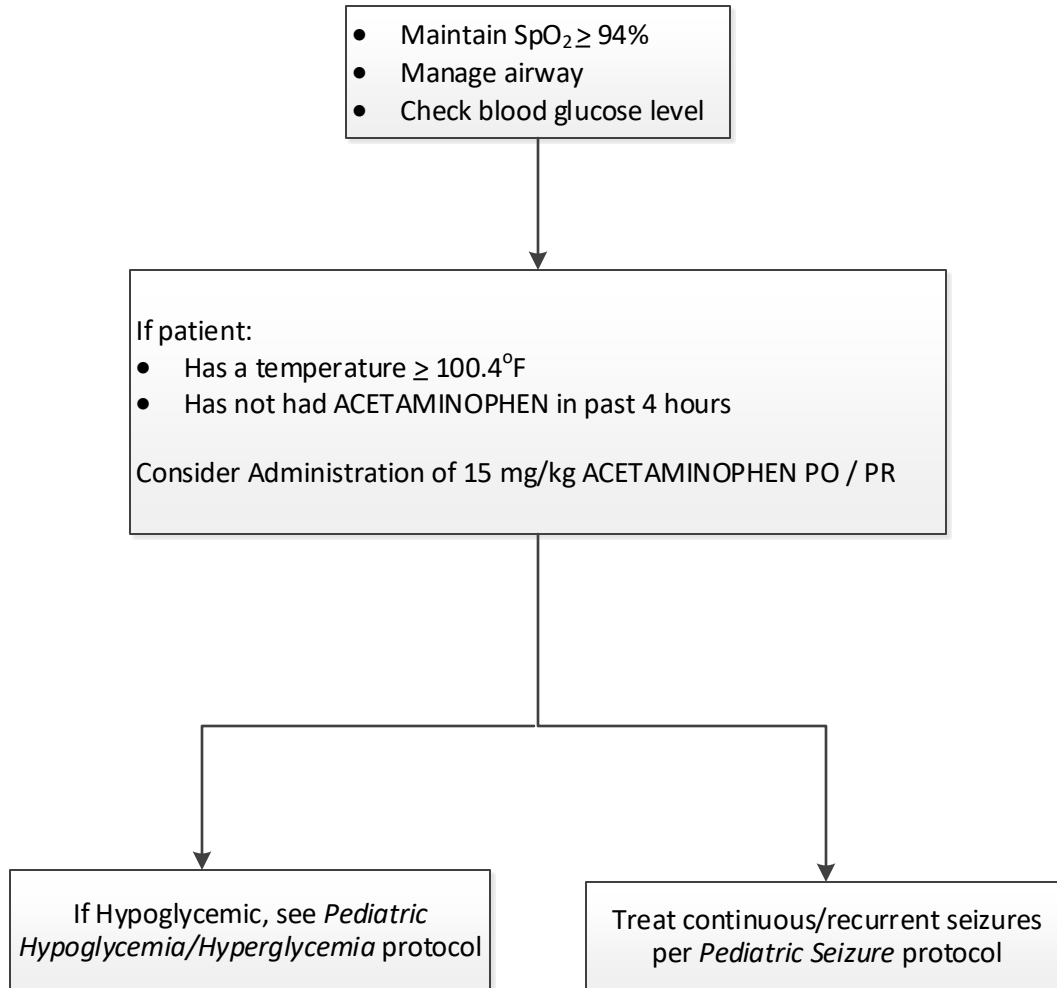 • Maintain SpO₂ ≥ 94%
• Manage airway
• Check blood glucose level
If patient:
• Has a temperature ≥ 100.4°F
• Has not had ACETAMINOPHEN in past 4 hours
Consider Administration of 15 mg/kg ACETAMINOPHEN PO / PR
If Hypoglycemic, see Pediatric
Hypoglycemia/Hyperglycemia protocol
Treat continuous/recurrent seizures
per Pediatric Seizure protocol